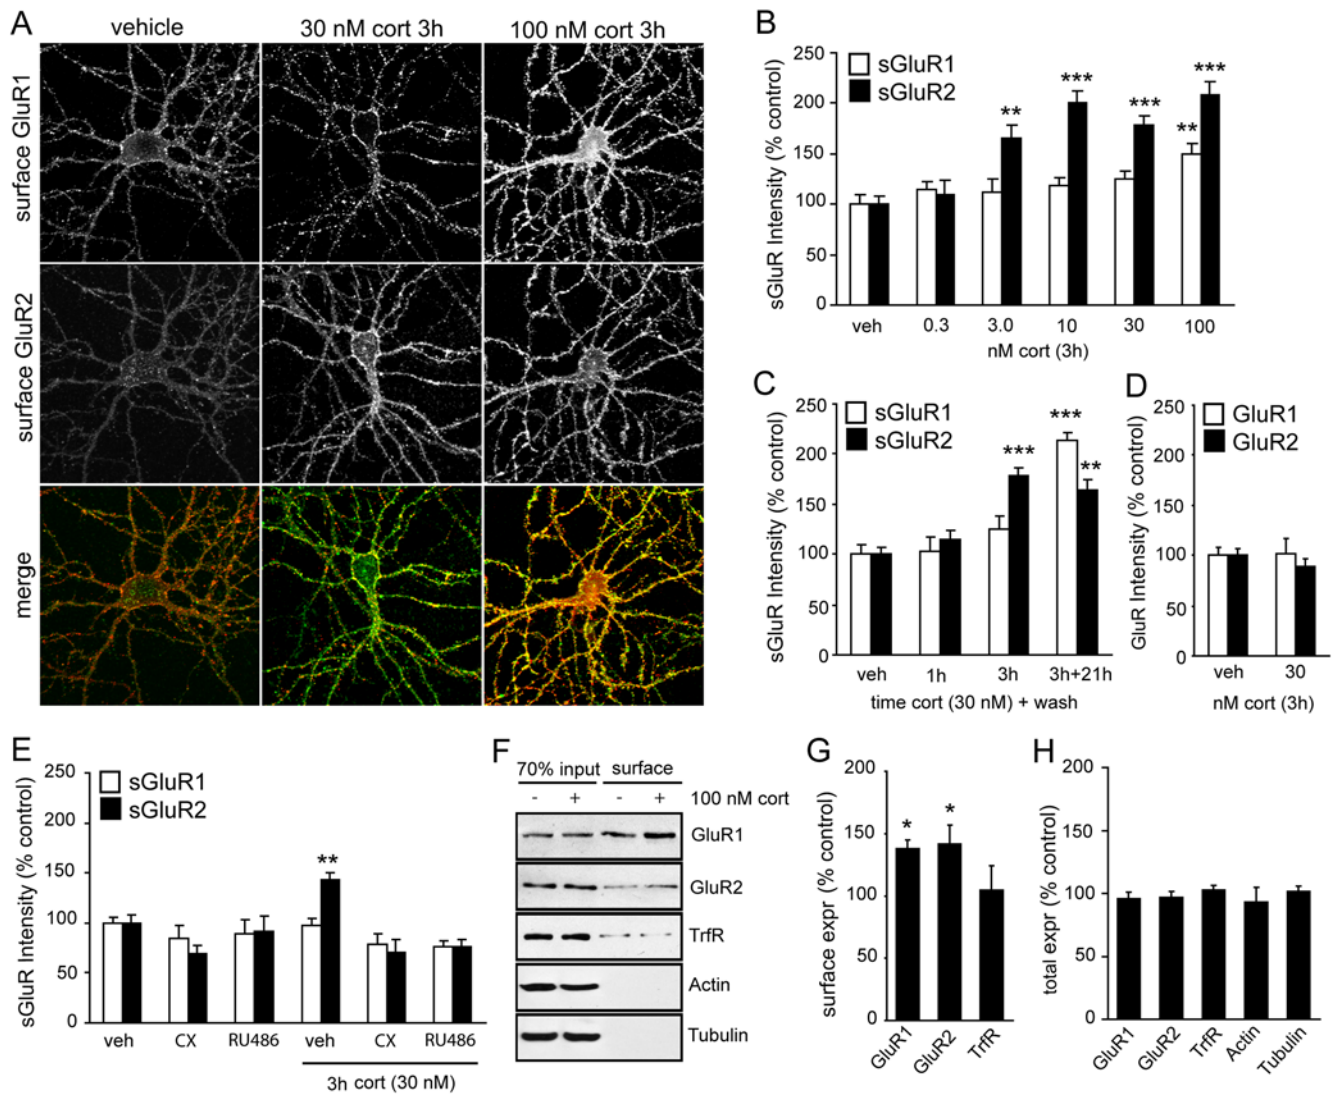 A
vehicle
30 nM cort 3h
100 nM cort 3h
surface GluR1
surface GluR2
merge
B
sGluR1
sGluR2
sGluR Intensity (% control)
250
200
150
100
50
0
**
***
***
**
***
veh
0.3
3.0
10
30
100
nM cort (3h)
C
sGluR1
sGluR2
sGluR Intensity (% control)
250
200
150
100
50
0
***
***
**
veh
1h
3h
3h+21h
time cort (30 nM) + wash
D
GluR1
GluR2
GluR Intensity (% control)
250
200
150
100
50
0
veh
30
nM cort (3h)
E
sGluR1
sGluR2
sGluR Intensity (% control)
250
200
150
100
50
0
**
veh
CX
RU486
veh
CX
RU486
3h cort (30 nM)
F
70% input
surface
- + - + 100 nM cort
GluR1
GluR2
TrfR
Actin
Tubulin
G
surface expr (% control)
200
150
100
50
0
*
*
GluR1
GluR2
TrfR
H
total expr (% control)
200
150
100
50
0
GluR1
GluR2
TrfR
Actin
Tubulin